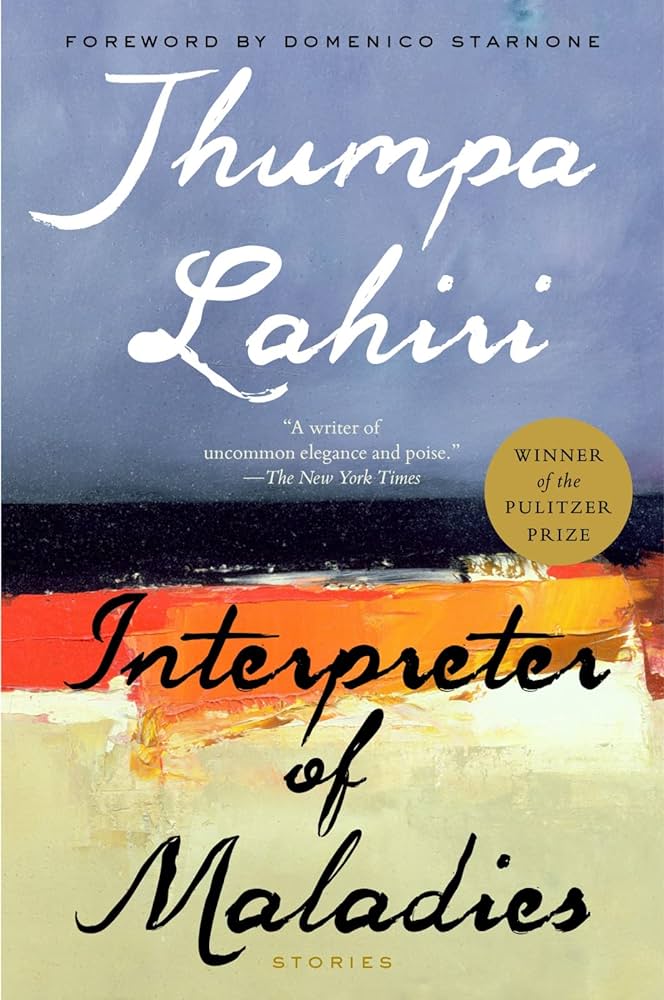 FOREWORD BY DOMENICO STARNONE
Jhumpa
Lahiri
“A writer of
uncommon elegance and poise.”
—The New York Times
WINNER
of the
PULITZER
PRIZE
Interpreter
of
Maladies
STORIES